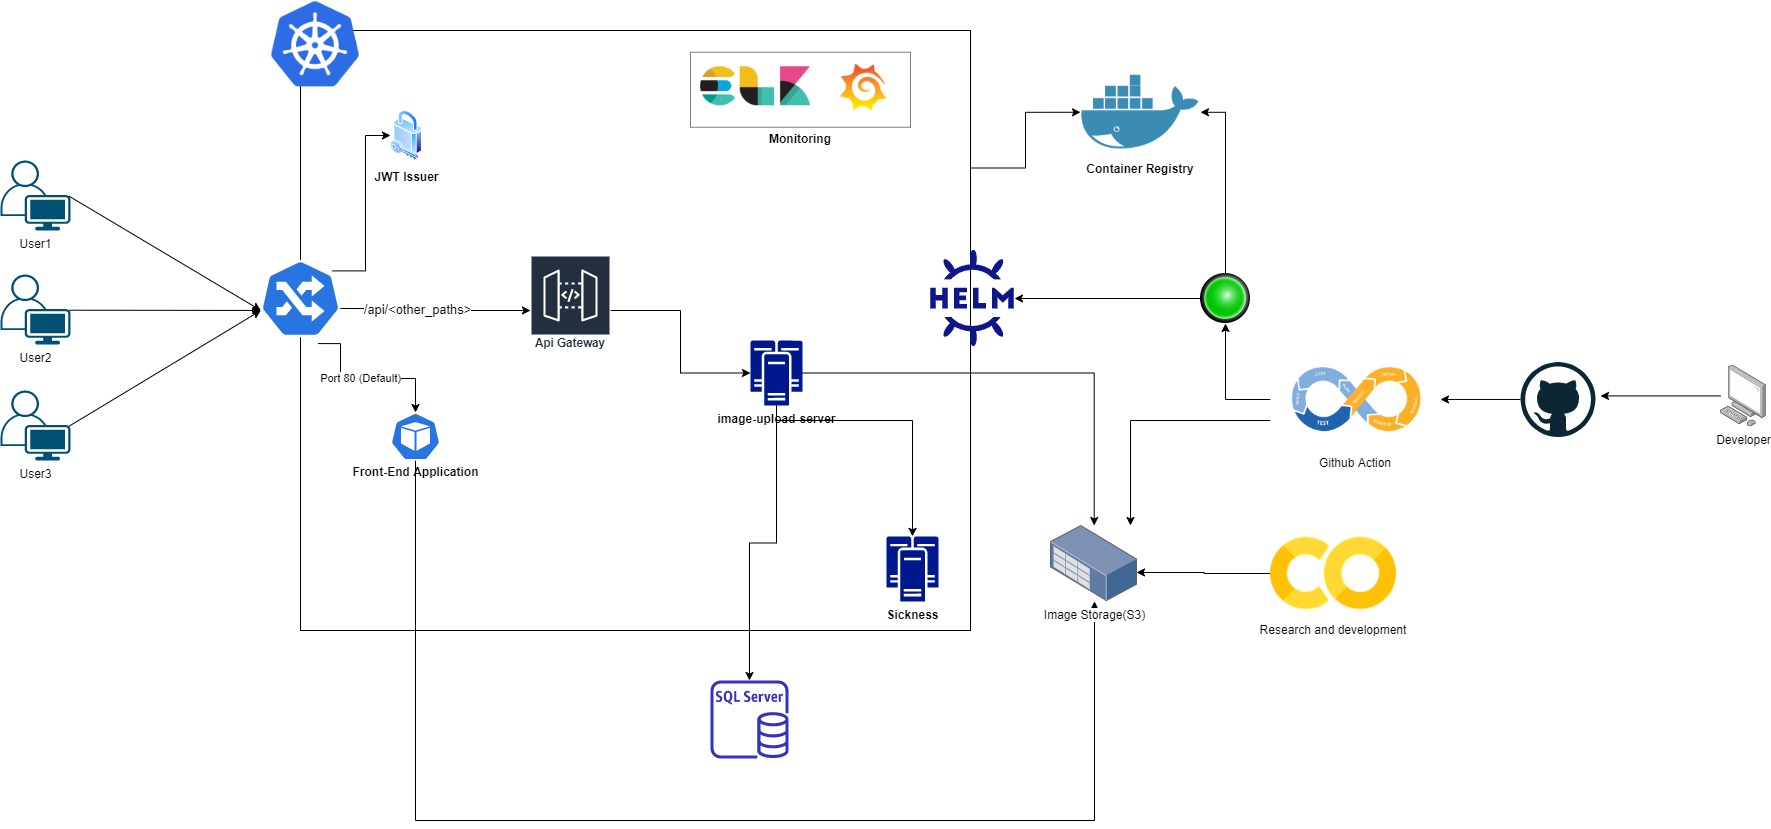 Monitoring
JWT Issuer
Container Registry
User1
/api/<other_paths>
Api Gateway
HELM
User2
Port 80 (Default)
image-upload server
TEST
Github Action
Developer
User3
Front-End Application
Sickness
Image Storage(S3)
Research and development
SQL Server